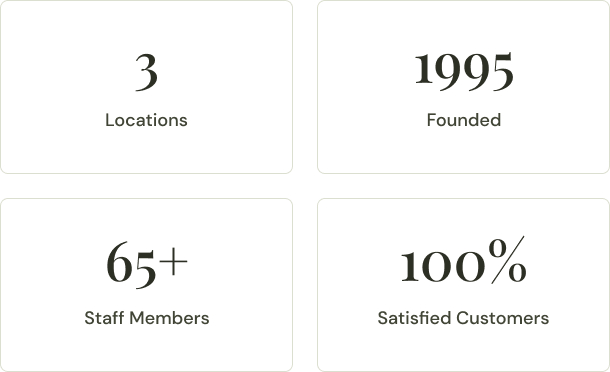 3
Locations
1995
Founded
65+
Staff Members
100%
Satisfied Customers